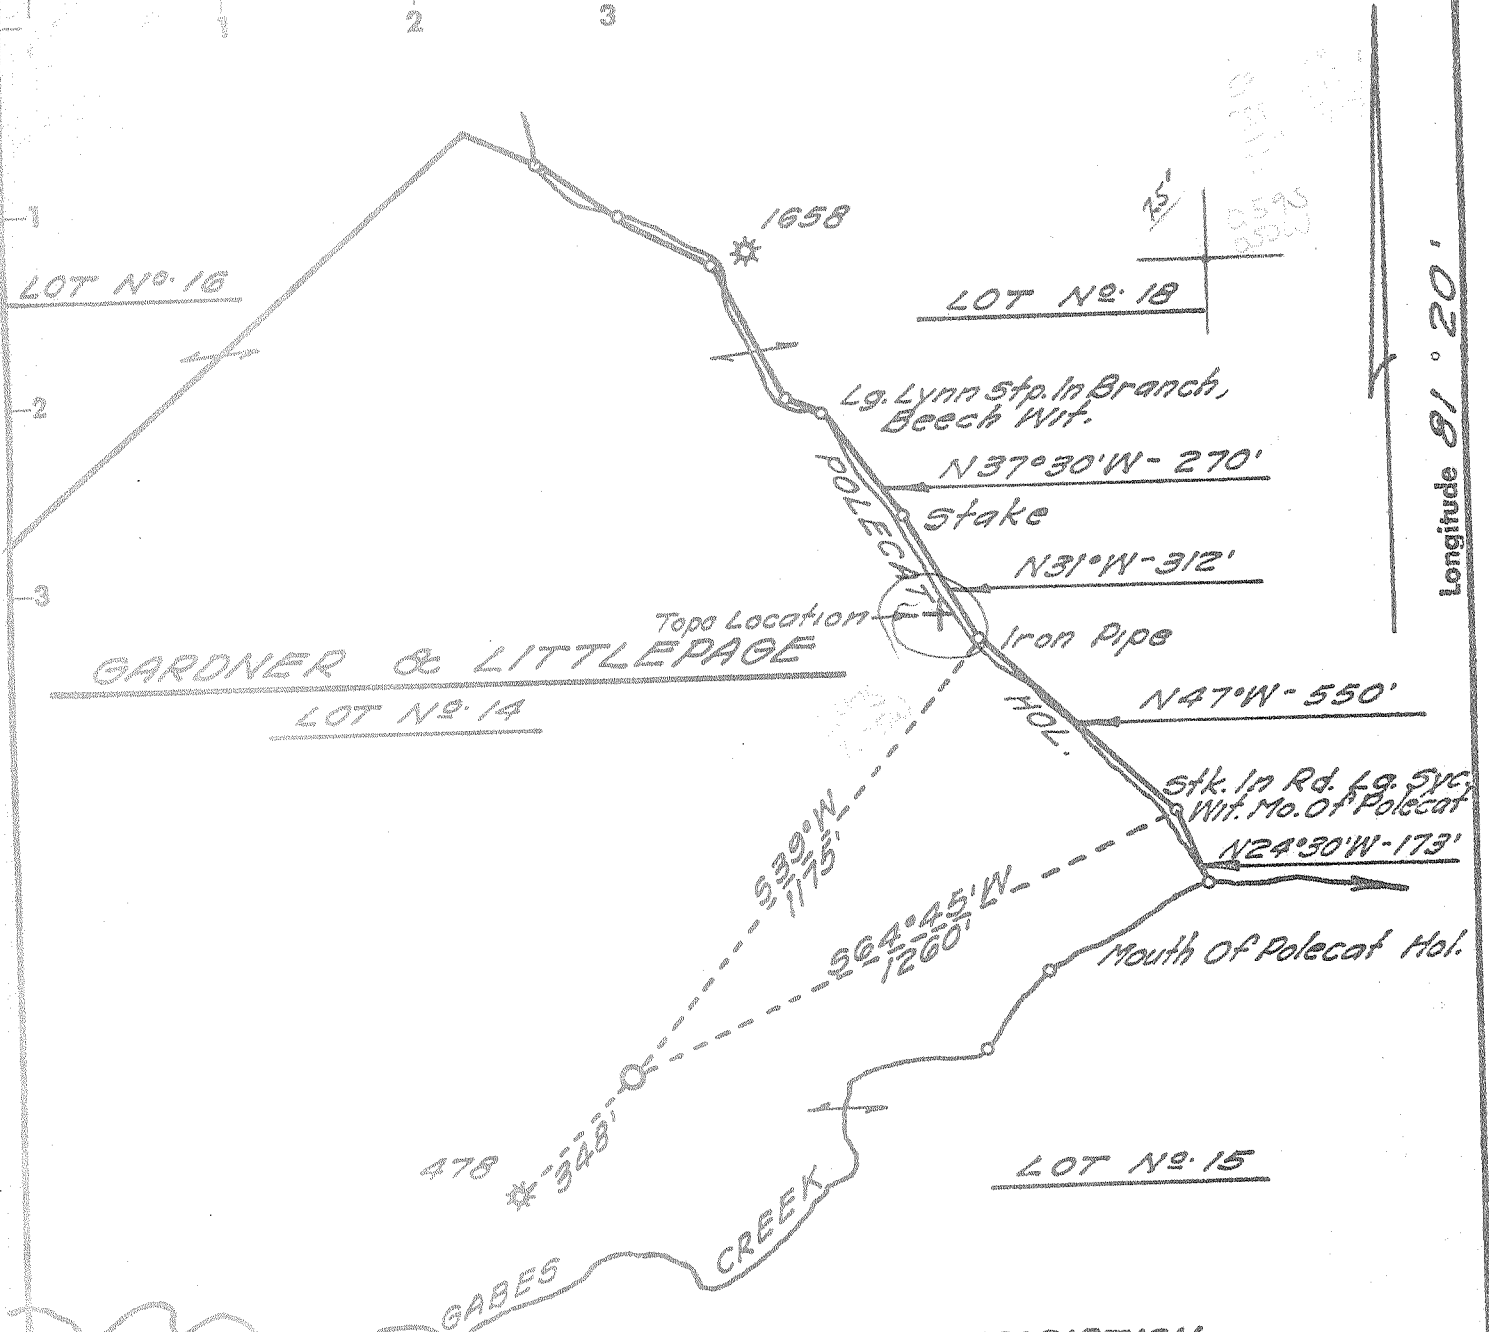 1
2
3
1
1658
7.5'
LOT No. 16
LOT No. 18
Longitude 81° 20'
Lg. Lynn Stp. In Branch,
Beech Wit.
2
N37°30'W - 270'
POLECAT HOL.
Stake
N31°W - 312'
3
Topo Location
Iron Pipe
GARDNER & LITTLEPAGE
LOT No. 14
N47°W - 550'
Stk. In Rd. Lg. Syc.
Wit. Mo. Of Polecat
N24°30'W - 173'
S39°W
1175'
S64°45'W
1260'
Mouth Of Polecat Hol.
348'
478
LOT No. 15
GABES CREEK